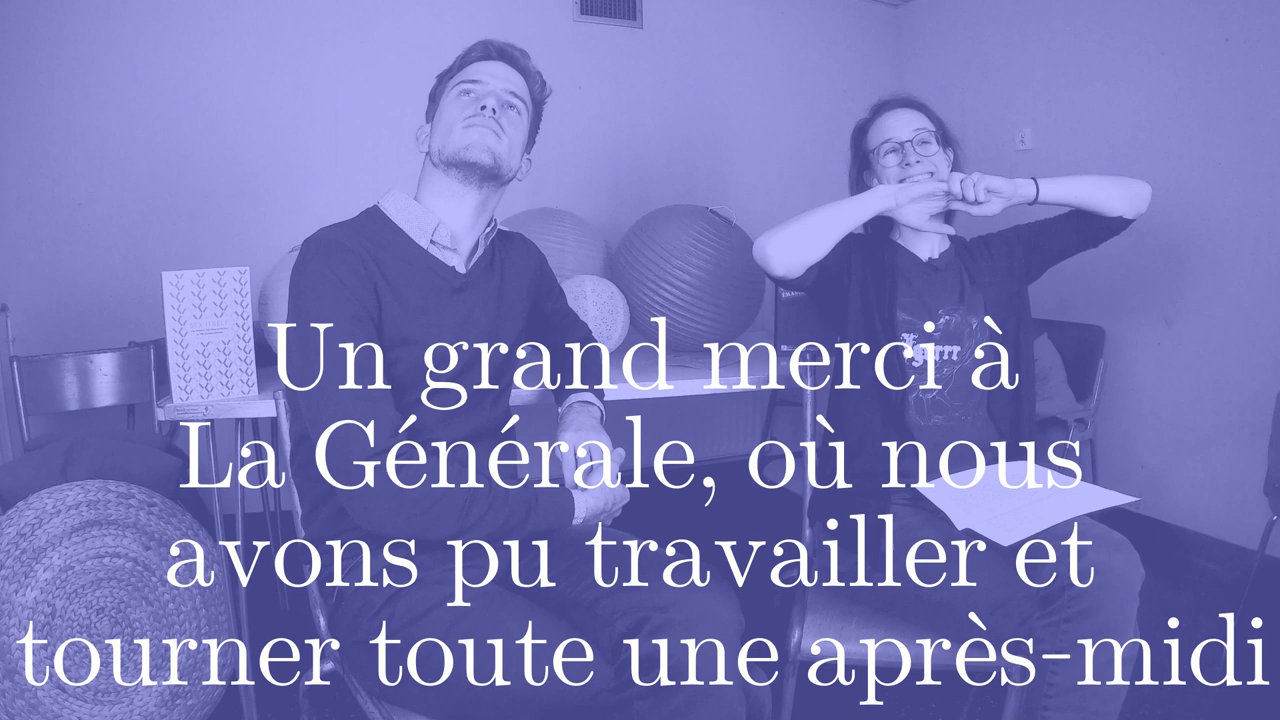 Un grand merci à
La Générale, où nous
avons pu travailler et
tourner toute une après-midi